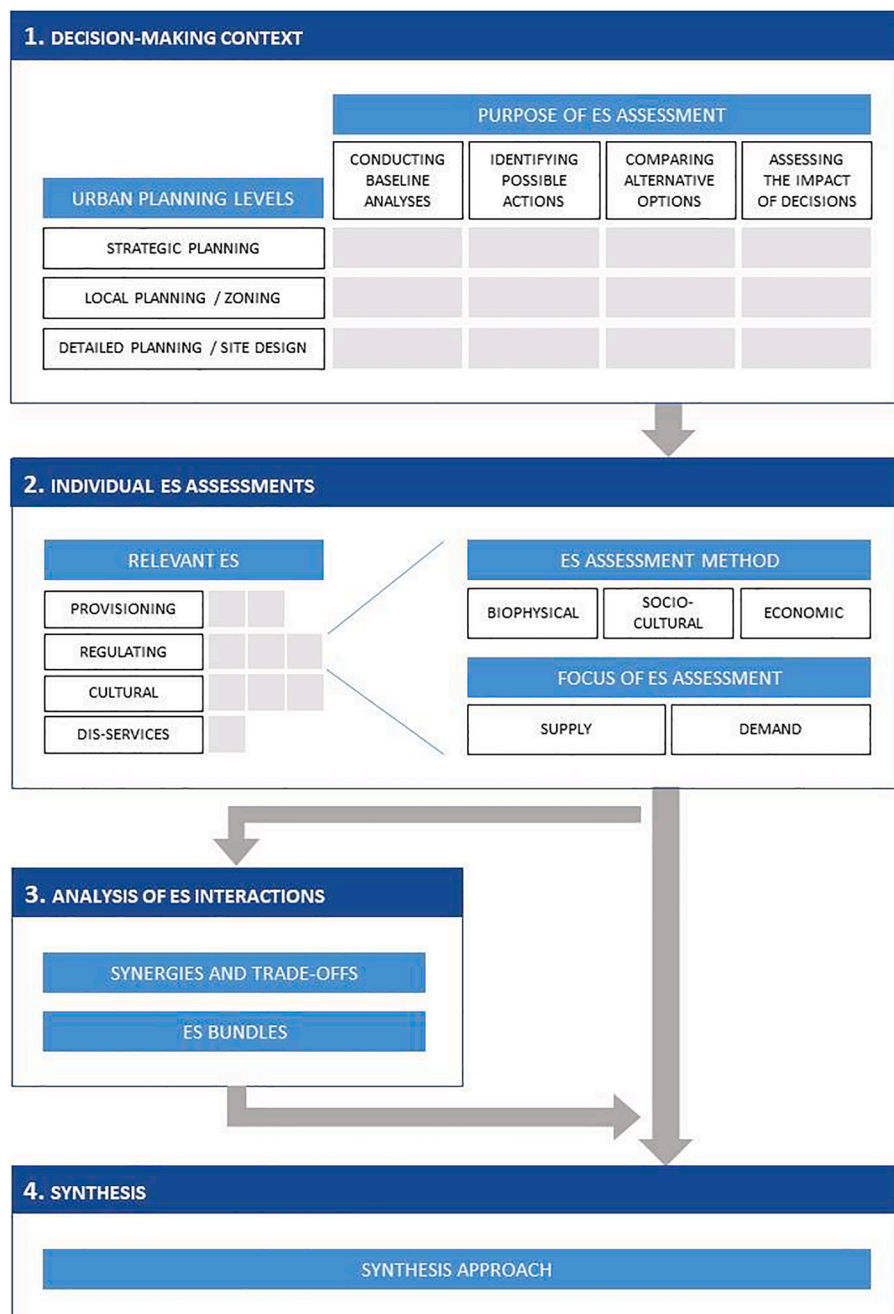 1. DECISION-MAKING CONTEXT
PURPOSE OF ES ASSESSMENT
URBAN PLANNING LEVELS
CONDUCTING
BASELINE
ANALYSES
IDENTIFYING
POSSIBLE
ACTIONS
COMPARING
ALTERNATIVE
OPTIONS
ASSESSING
THE IMPACT
OF DECISIONS
STRATEGIC PLANNING
LOCAL PLANNING / ZONING
DETAILED PLANNING / SITE DESIGN
2. INDIVIDUAL ES ASSESSMENTS
RELEVANT ES
PROVISIONING
REGULATING
CULTURAL
DIS-SERVICES
ES ASSESSMENT METHOD
BIOPHYSICAL
SOCIO-
CULTURAL
ECONOMIC
FOCUS OF ES ASSESSMENT
SUPPLY
DEMAND
3. ANALYSIS OF ES INTERACTIONS
SYNERGIES AND TRADE-OFFS
ES BUNDLES
4. SYNTHESIS
SYNTHESIS APPROACH